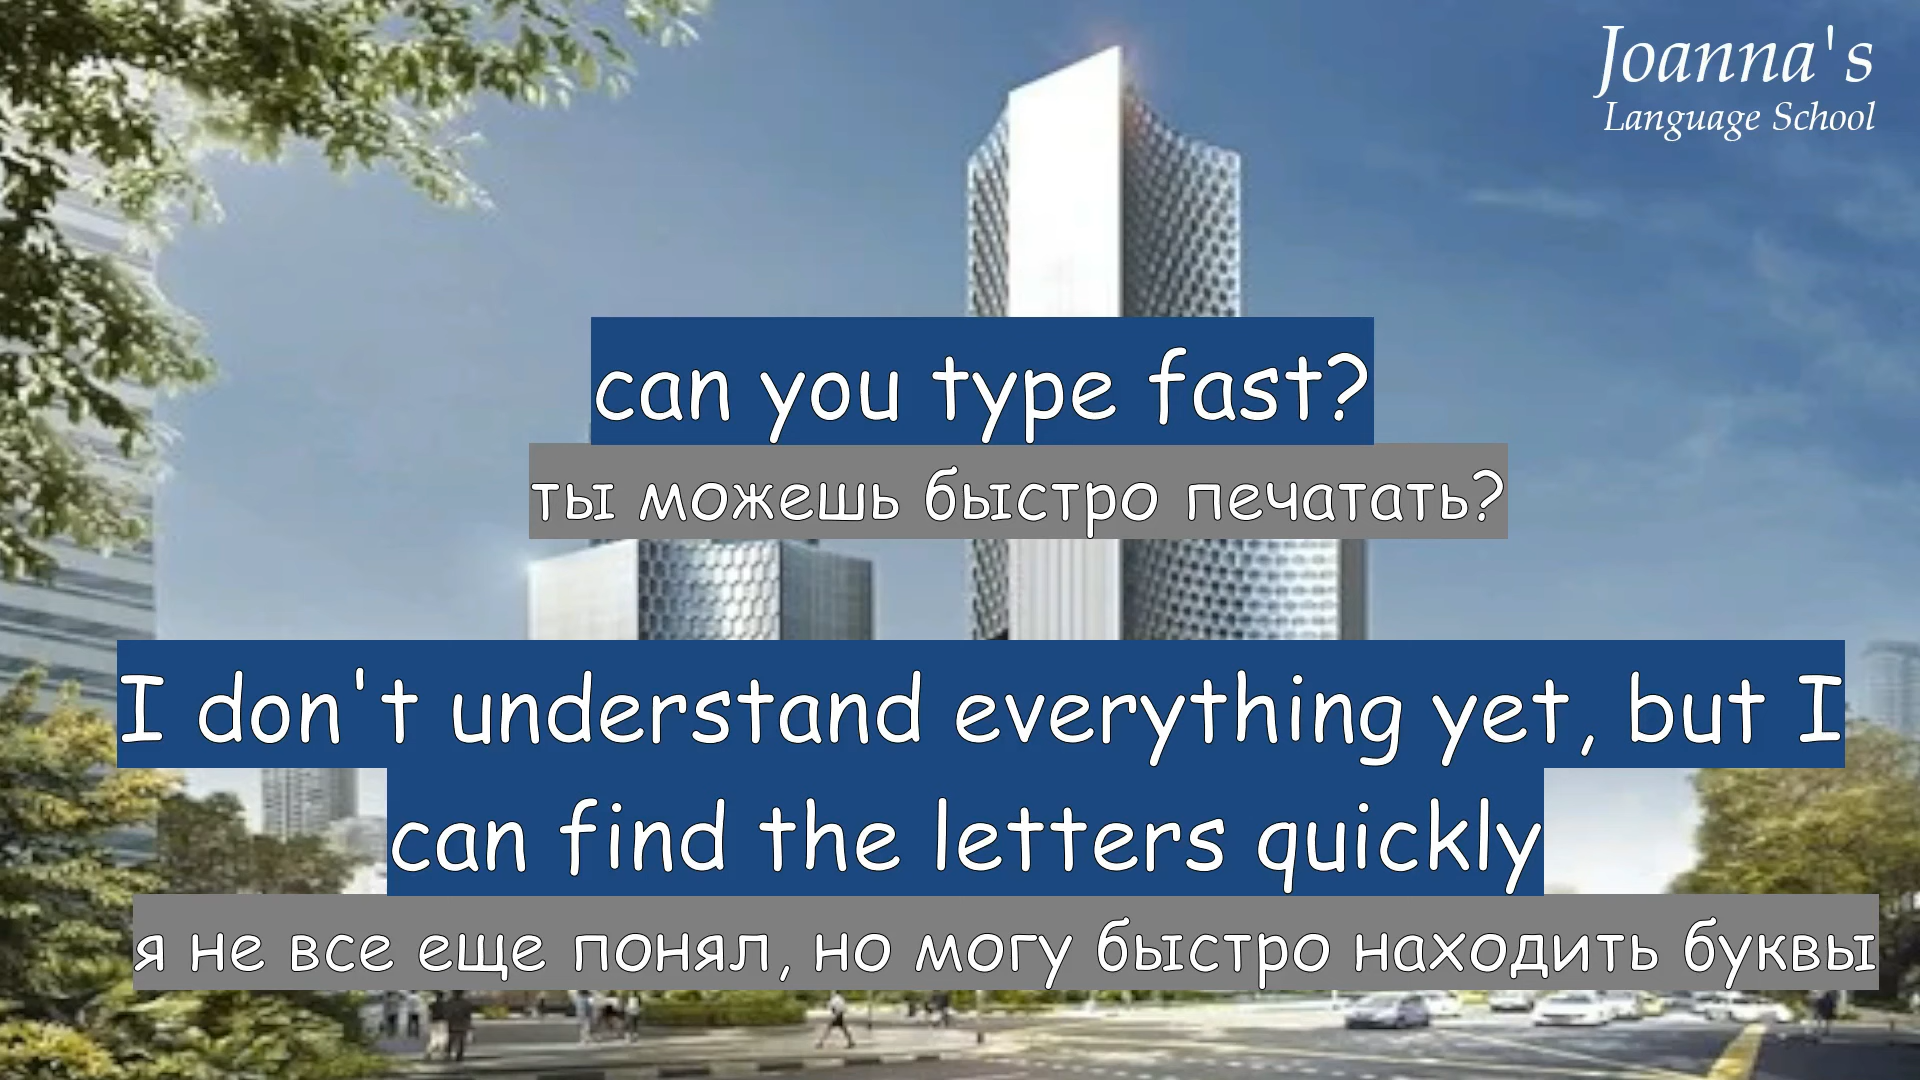 Joanna's
Language School
can you type fast?
ты можешь быстро печатать?
I don't understand everything yet, but I
can find the letters quickly
я не все еще понял, но могу быстро находить буквы